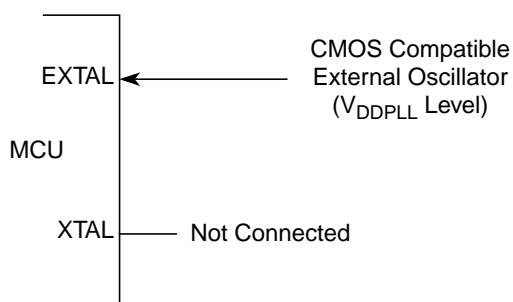 EXTAL
CMOS Compatible
External Oscillator
(VDDPLL Level)
MCU
XTAL
Not Connected